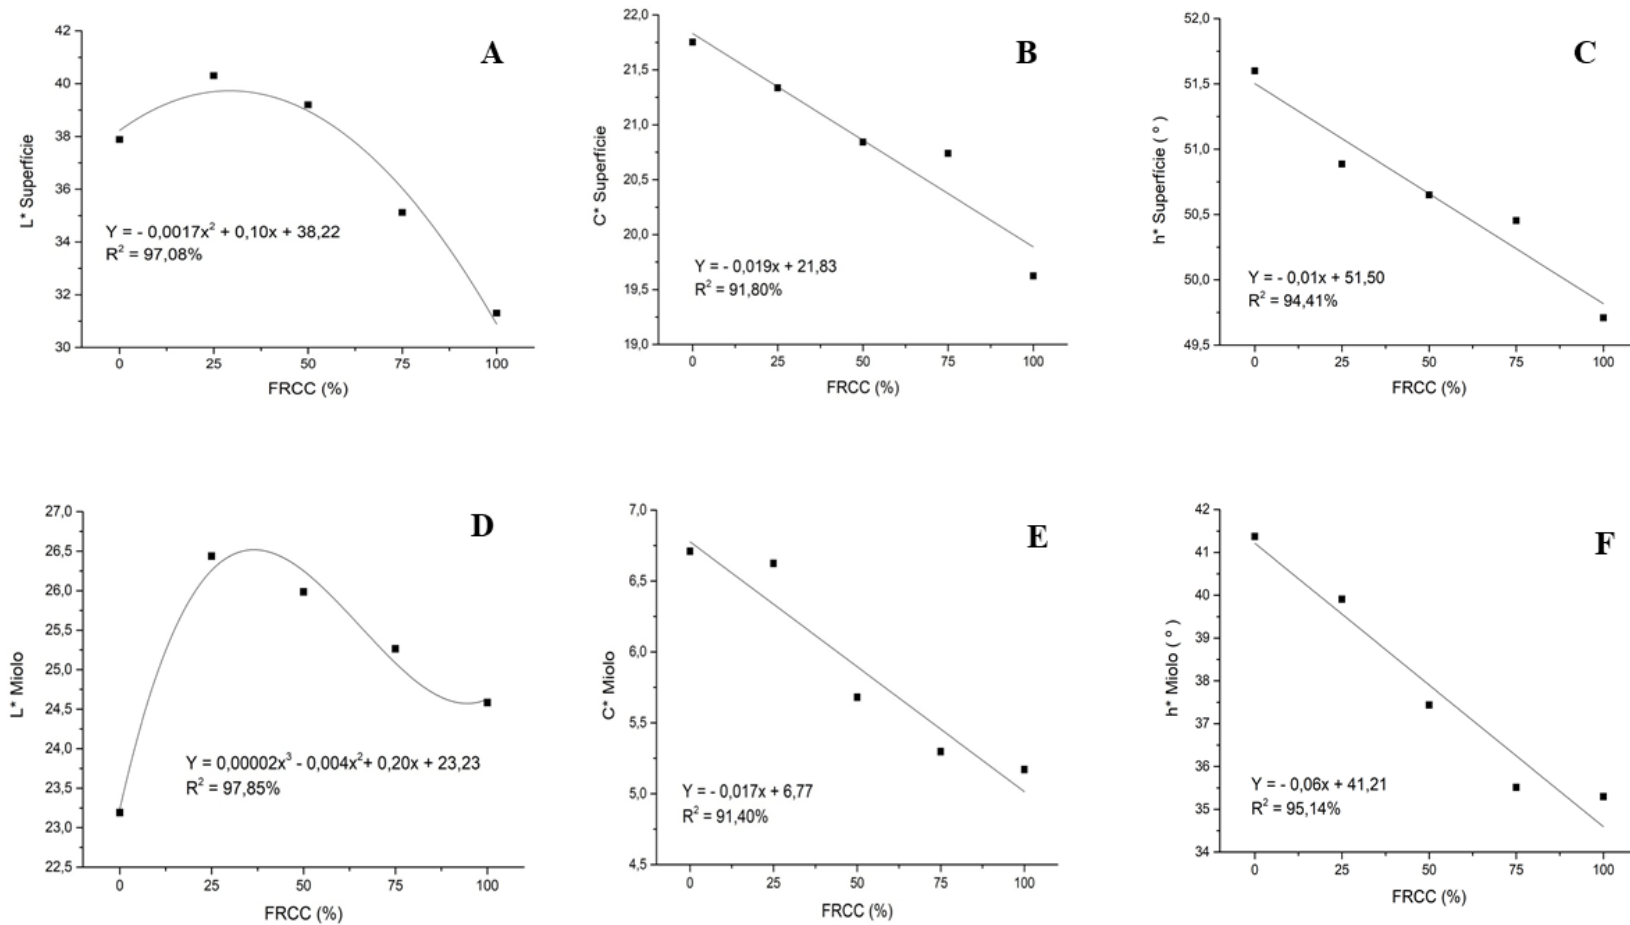 A
L* Superfície
42
40
38
36
34
32
30
Y = - 0,0017x² + 0,10x + 38,22
R² = 97,08%
0 25 50 75 100
FRCC (%)
B
C* Superfície
22,0
21,5
21,0
20,5
20,0
19,5
19,0
Y = - 0,019x + 21,83
R² = 91,80%
0 25 50 75 100
FRCC (%)
C
h* Superfície ( º )
52,0
51,5
51,0
50,5
50,0
49,5
Y = - 0,01x + 51,50
R² = 94,41%
0 25 50 75 100
FRCC (%)
D
L* Miolo
27,0
26,5
26,0
25,5
25,0
24,5
24,0
23,5
23,0
22,5
Y = 0,00002x³ - 0,004x²+ 0,20x + 23,23
R² = 97,85%
0 25 50 75 100
FRCC (%)
E
C* Miolo
7,0
6,5
6,0
5,5
5,0
4,5
Y = - 0,017x + 6,77
R² = 91,40%
0 25 50 75 100
FRCC (%)
F
h* Miolo ( º )
42
41
40
39
38
37
36
35
34
Y = - 0,06x + 41,21
R² = 95,14%
0 25 50 75 100
FRCC (%)